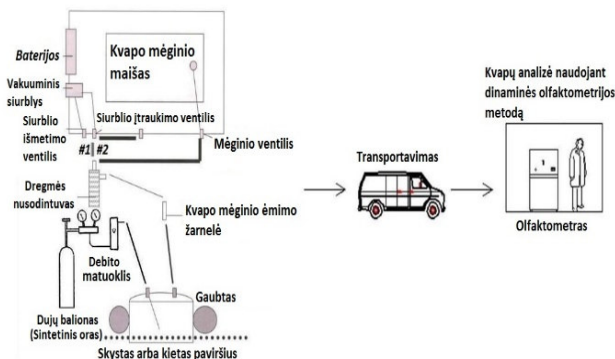 Baterijos
Kvapo mėginio
maišas
Vakuuminis
siurblys
Siurblio įtraukimo ventilis
Siurblio
išmetimo
ventilis
#1 #2
Mėginio ventilis
Dregmės
nusodintuvas
Kvapo mėginio ėmimo
žarnelė
Debito
matuoklis
Gaubtas
Dujų balionas
(Sintetinis oras)
Skystas arba kietas paviršius
Transportavimas
Kvapų analizė naudojant
dinaminės olfaktometrijos
metodą
Olfaktometras